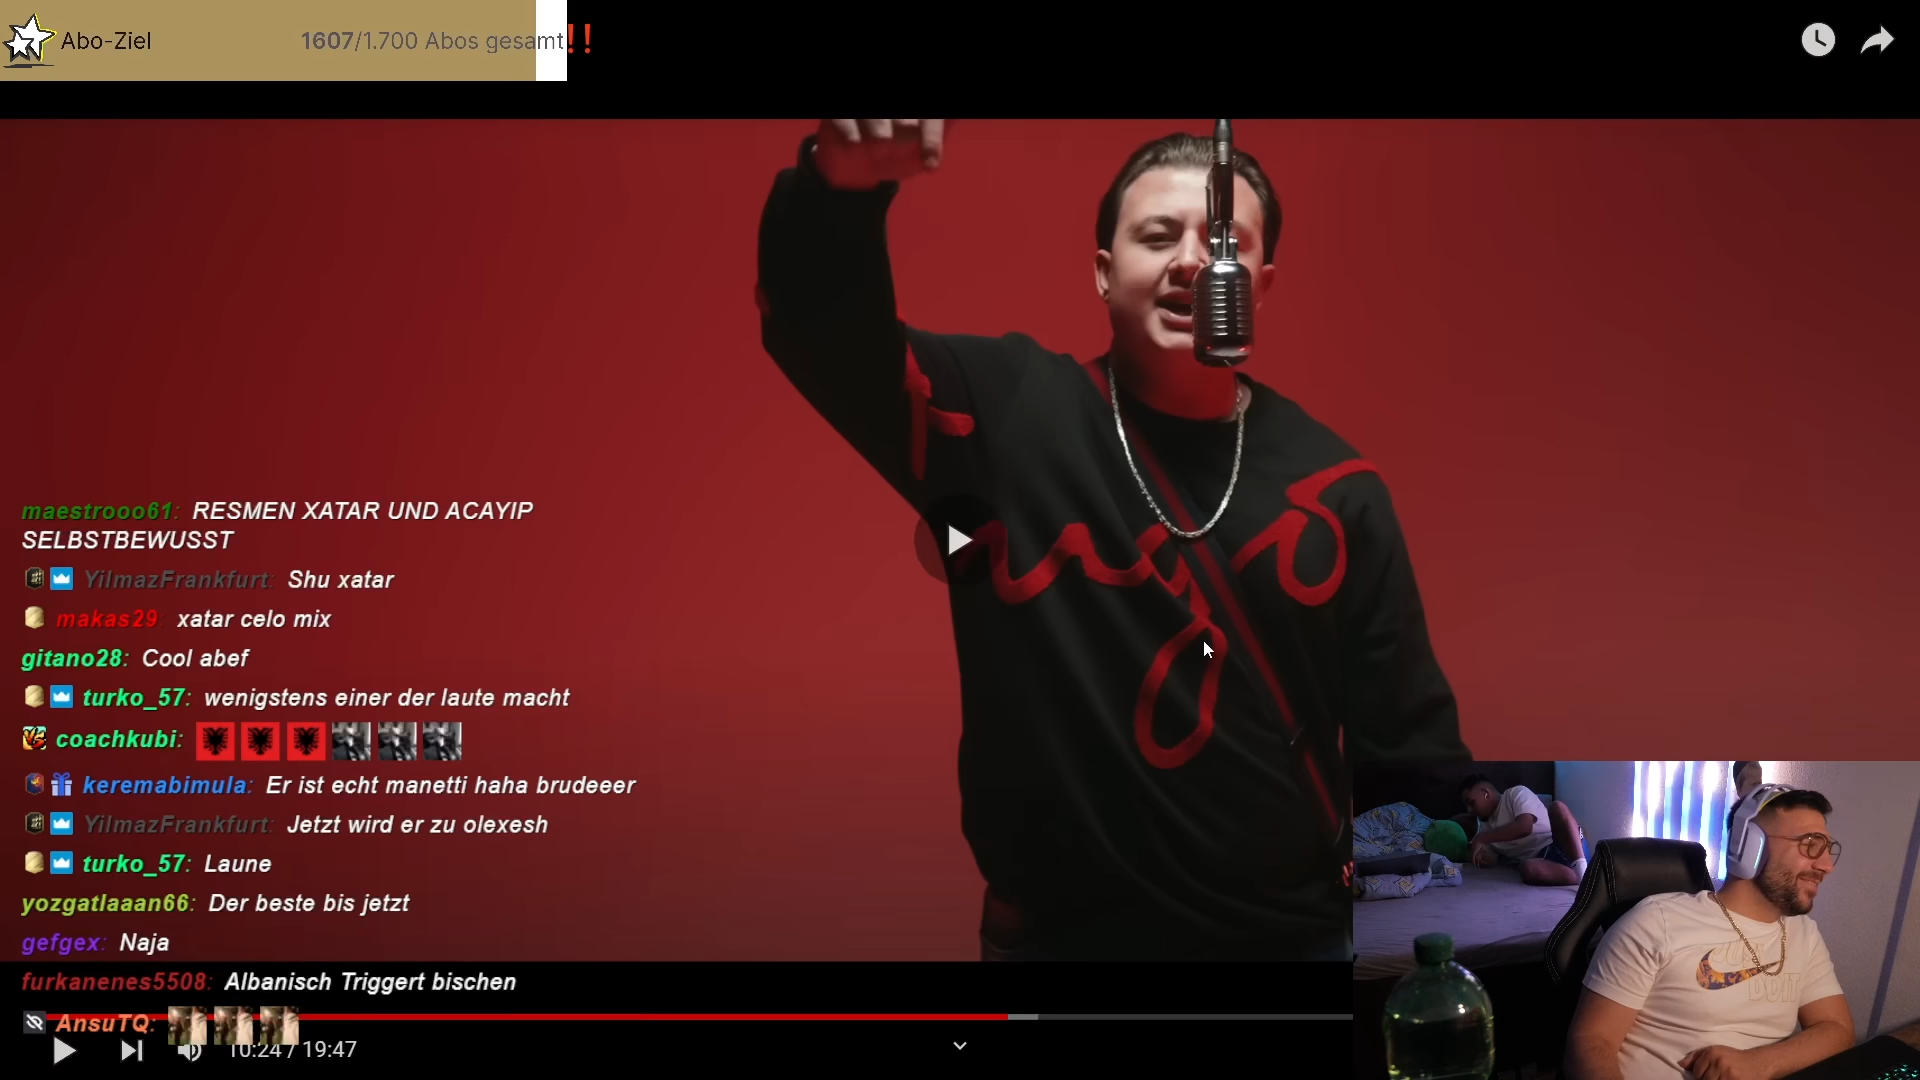 Abo-Ziel 1607/1.700 Abos gesamt‼️
maestrooo61: RESMEN XATAR UND ACAYIP
SELBSTBEWUSST
YilmazFrankfurt: Shu xatar
makas29: xatar celo mix
gitano28: Cool abef
turko_57: wenigstens einer der laute macht
coachkubi:
keremabimula: Er ist echt manetti haha brudeeer
YilmazFrankfurt: Jetzt wird er zu olexesh
turko_57: Laune
yozgatlaaan66: Der beste bis jetzt
gefgex: Naja
furkanenes5508: Albanisch Triggert bischen
AnsuTQ:
10:24 / 19:47